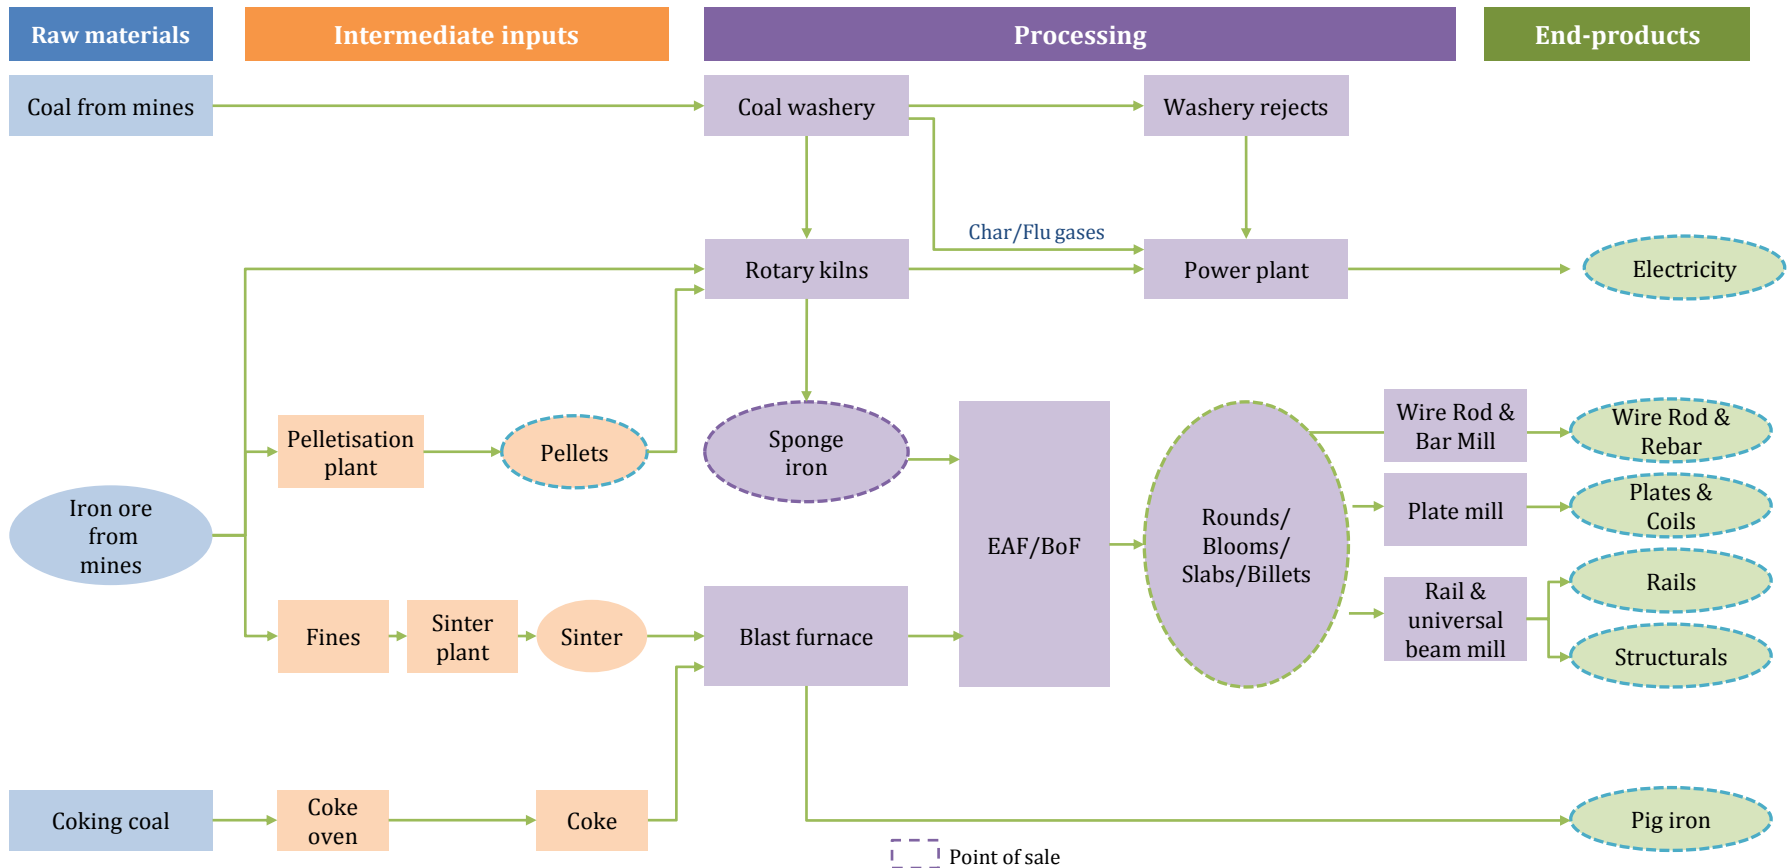 Raw materials
Intermediate inputs
Processing
End-products
Coal from mines
Coal washery
Washery rejects
Char/Flu gases
Rotary kilns
Power plant
Electricity
Pelletisation
plant
Pellets
Sponge
iron
Wire Rod &
Bar Mill
Wire Rod &
Rebar
Iron ore
from
mines
EAF/BoF
Rounds/
Blooms/
Slabs/Billets
Plate mill
Plates &
Coils
Fines
Sinter
plant
Sinter
Blast furnace
Rail &
universal
beam mill
Rails
Structurals
Coking coal
Coke
oven
Coke
Pig iron
Point of sale